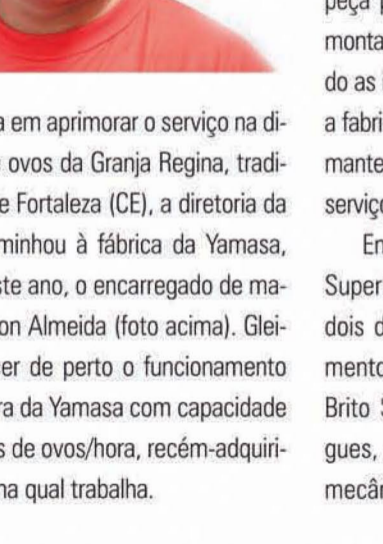 a em aprimorar o serviço na di-
ovos da Granja Regina, tradi-
e Fortaleza (CE), a diretoria da
minhou à fábrica da Yamasa,
ste ano, o encarregado de ma-
on Almeida (foto acima). Glei-
er de perto o funcionamento
ra da Yamasa com capacidade
s de ovos/hora, recém-adquiri-
na qual trabalha.
peça p
monta
do as
a fabri
mante
serviço
En
Super
dois d
mento
Brito S
gues,
mecân